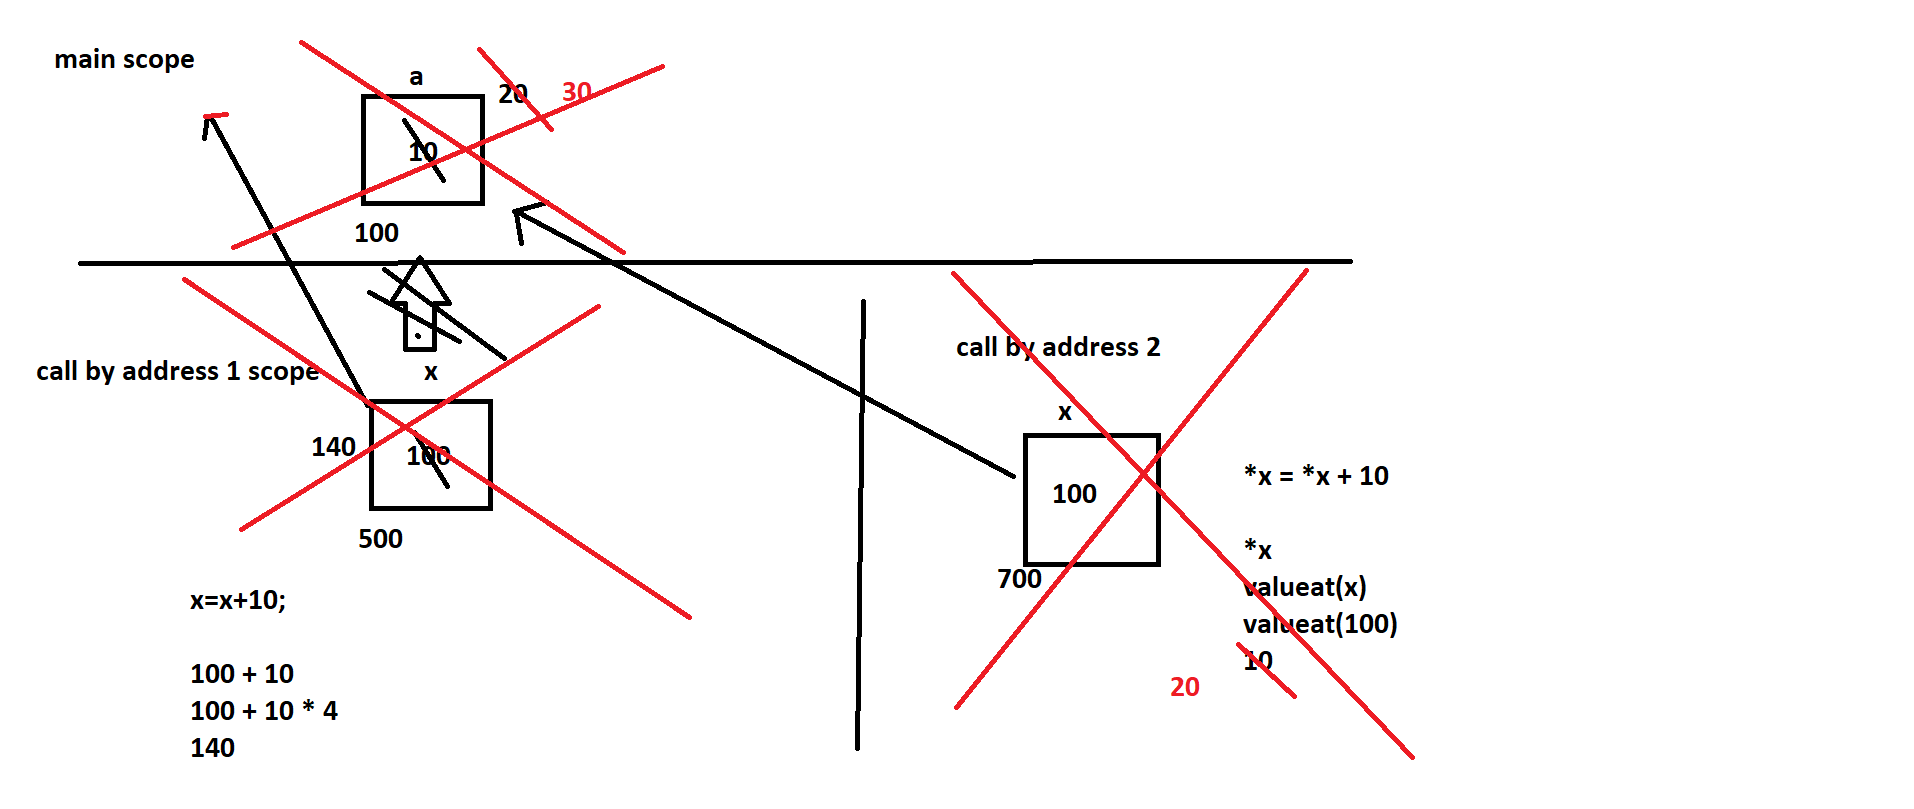 main scope
a
20
30
10
100
call by address 1 scope
x
140
100
500
x=x+10;
100 + 10
100 + 10 * 4
140
call by address 2
x
100
700
*x = *x + 10
*x
valueat(x)
valueat(100)
10
20